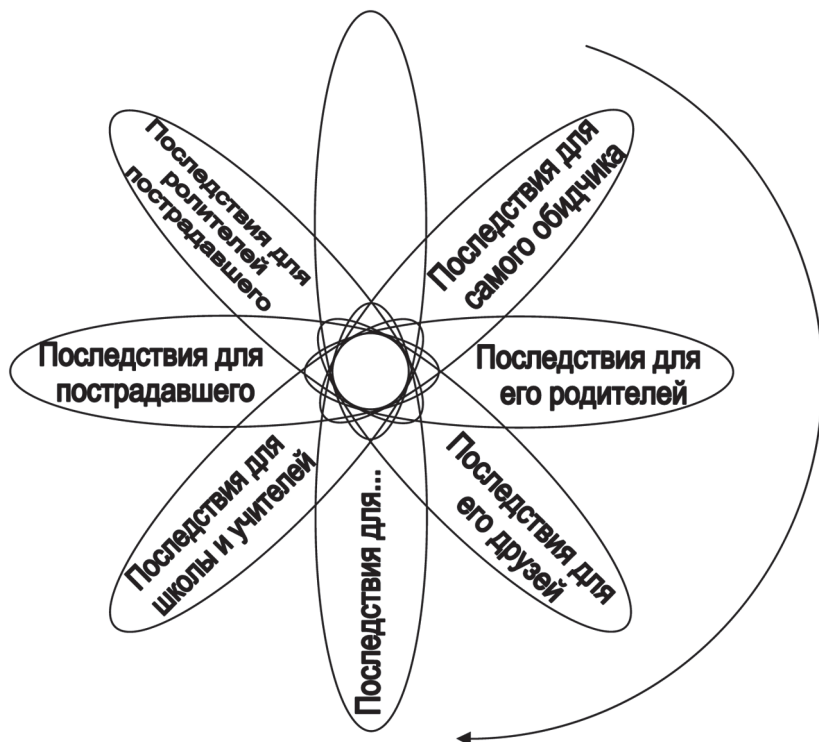 Последствия для
самого обидчика
Последствия для
его родителей
Последствия для
его друзей
Последствия для...
Последствия для
школы и учителей
Последствия для
пострадавшего
Последствия для
ролителей
пострадавшего